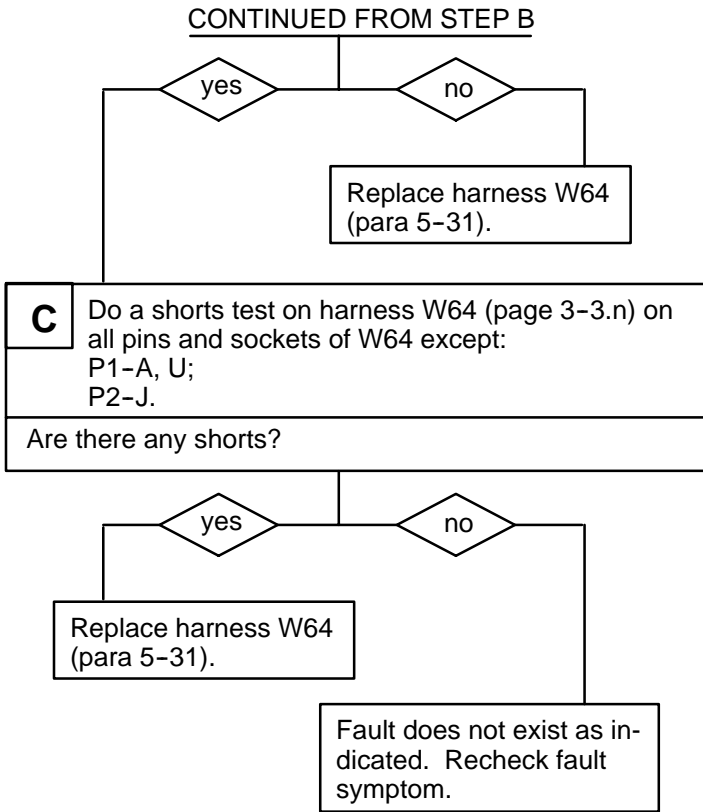 CONTINUED FROM STEP B
yes
no
Replace harness W64
(para 5-31).
C
Do a shorts test on harness W64 (page 3-3.n) on
all pins and sockets of W64 except:
P1-A, U;
P2-J.
Are there any shorts?
yes
no
Replace harness W64
(para 5-31).
Fault does not exist as in-
dicated. Recheck fault
symptom.